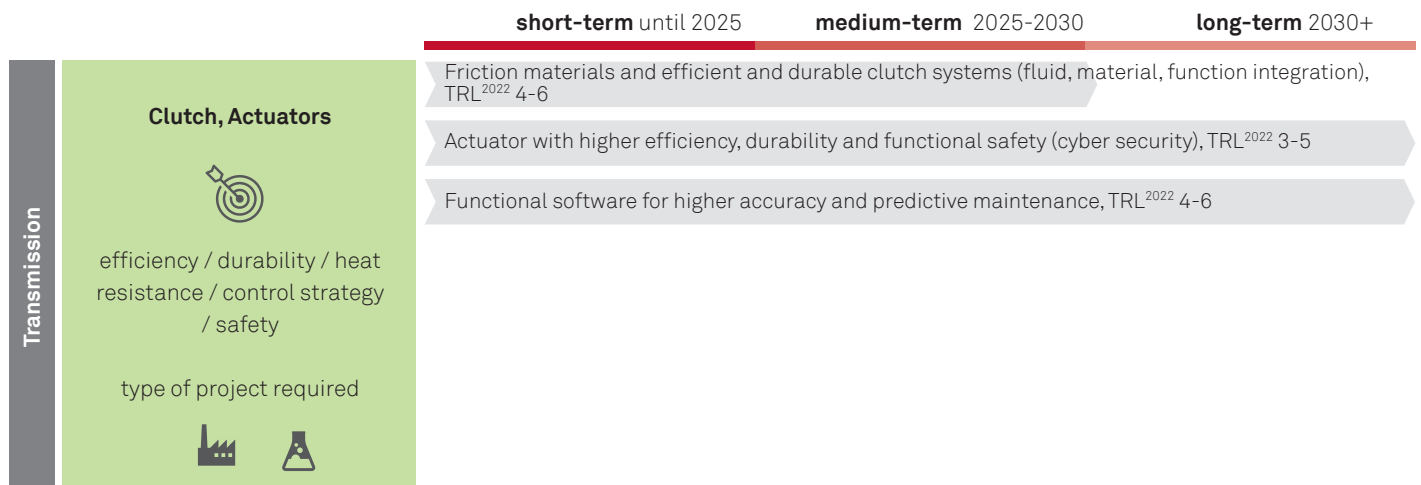 short-term until 2025
medium-term 2025-2030
long-term 2030+
Transmission
Clutch, Actuators
efficiency / durability / heat
resistance / control strategy
/ safety
type of project required
Friction materials and efficient and durable clutch systems (fluid, material, function integration),
TRL2022 4-6
Actuator with higher efficiency, durability and functional safety (cyber security), TRL2022 3-5
Functional software for higher accuracy and predictive maintenance, TRL2022 4-6